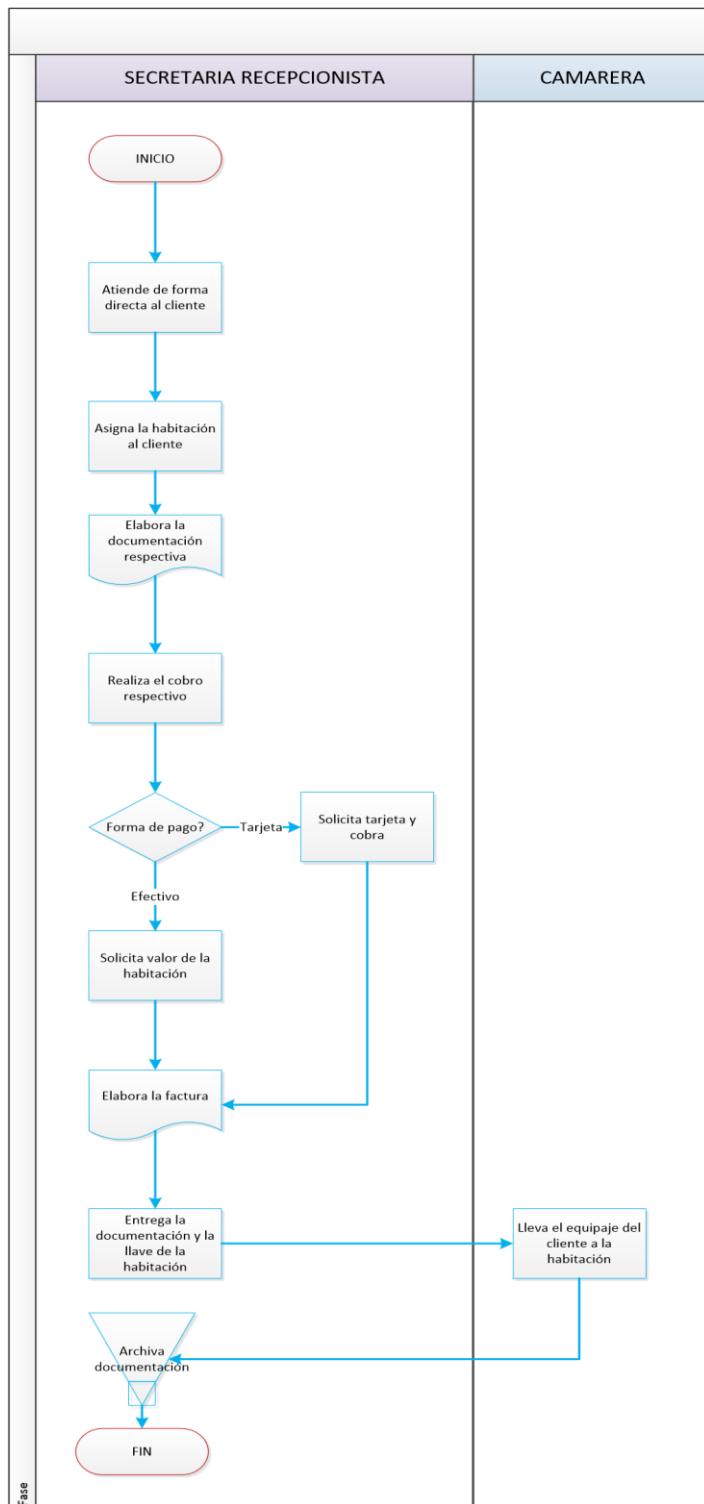 SECRETARIA RECEPCIONISTA
CAMARERA
INICIO
Atiende de forma
directa al cliente
Asigna la habitación
al cliente
Elabora la
documentación
respectiva
Realiza el cobro
respectivo
Forma de pago?
Tarjeta
Solicita tarjeta y
cobra
Efectivo
Solicita valor de la
habitación
Elabora la factura
Entrega la
documentación y la
llave de la
habitación
Lleva el equipaje del
cliente a la
habitación
Archiva
documentación
FIN
Fase